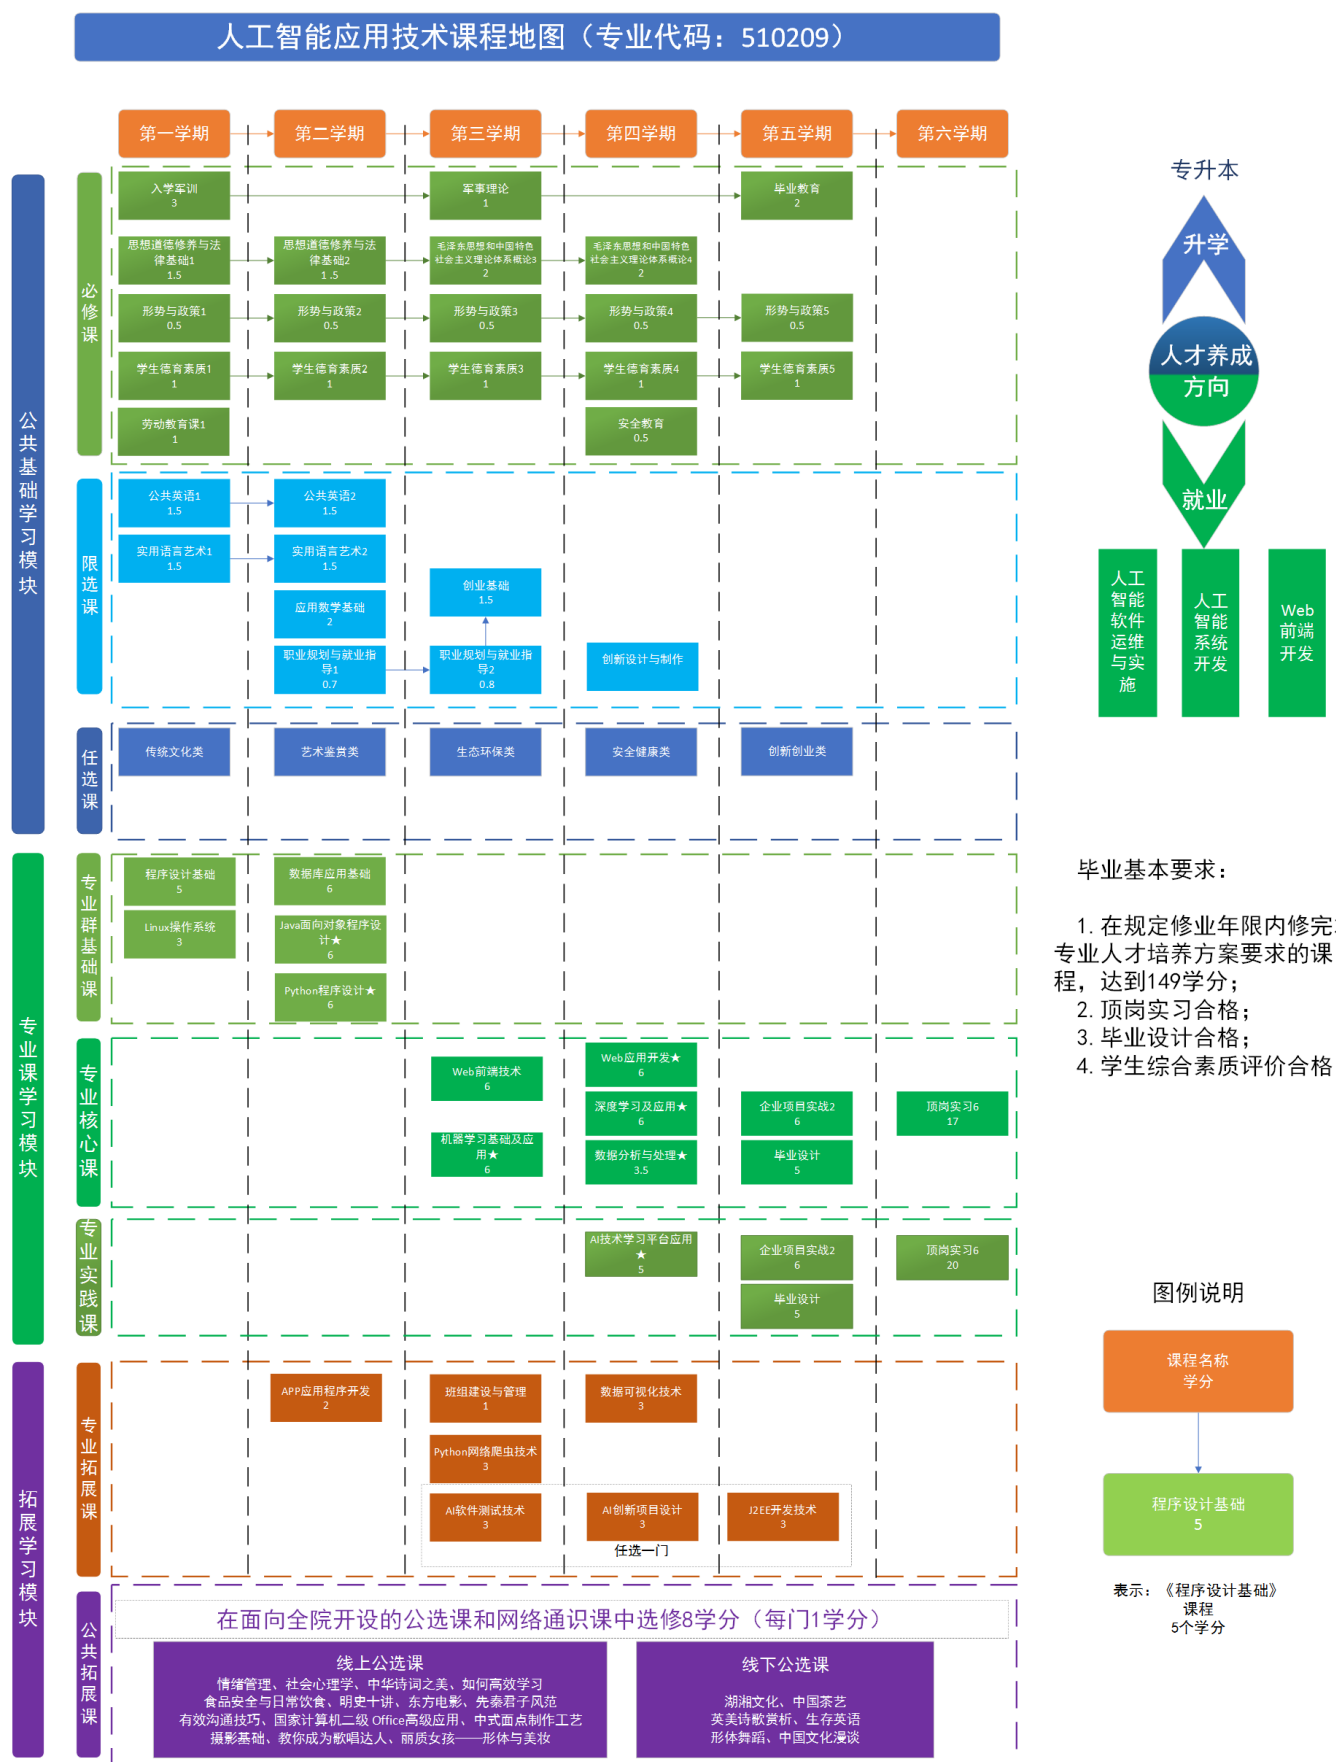 人工智能应用技术课程地图（专业代码：510209）
第一学期
第二学期
第三学期
第四学期
第五学期
第六学期
公共基础学习模块
必修课
入学军训
3
军事理论
1
毕业教育
2
思想道德修养与法
律基础1
1.5
思想道德修养与法
律基础2
1.5
毛泽东思想和中国特色
社会主义理论体系概论3
2
毛泽东思想和中国特色
社会主义理论体系概论4
2
形势与政策1
0.5
形势与政策2
0.5
形势与政策3
0.5
形势与政策4
0.5
形势与政策5
0.5
学生德育素质1
1
学生德育素质2
1
学生德育素质3
1
学生德育素质4
1
学生德育素质5
1
劳动教育课1
1
安全教育
0.5
限选课
公共英语1
1.5
公共英语2
1.5
实用语言艺术1
1.5
实用语言艺术2
1.5
创业基础
1.5
应用数学基础
2
职业规划与就业指
导1
0.7
职业规划与就业指
导2
0.8
创新设计与制作
任选课
传统文化类
艺术鉴赏类
生态环保类
安全健康类
创新创业类
专业课学习模块
专业群基础课
程序设计基础
5
数据库应用基础
6
Linux操作系统
3
Java面向对象程序设
计★
6
Python程序设计★
6
专业核心课
Web前端技术
6
Web应用开发★
6
深度学习及应用★
6
企业项目实战2
6
顶岗实习6
17
机器学习基础及应
用★
6
数据分析与处理★
3.5
毕业设计
5
专业实践课
AI技术学习平台应用
★
5
企业项目实战2
6
顶岗实习6
20
毕业设计
5
拓展学习模块
专业拓展课
APP应用程序开发
2
班组建设与管理
1
数据可视化技术
3
Python网络爬虫技术
3
AI软件测试技术
3
AI创新项目设计
3
J2EE开发技术
3
任选一门
公共拓展课
在面向全院开设的公选课和网络通识课中选修8学分（每门1学分）
线上公选课
情绪管理、社会心理学、中华诗词之美、如何高效学习
食品安全与日常饮食、明史十讲、东方电影、先秦君子风范
有效沟通技巧、国家计算机二级 Office高级应用、中式面点制作工艺
摄影基础、教你成为歌唱达人、丽质女孩——形体与美妆
线下公选课
湖湘文化、中国茶艺
英美诗歌赏析、生存英语
形体舞蹈、中国文化漫谈
专升本
升学
人才养成
方向
就业
人工
智能
软件
运维
与实
施
人工
智能
系统
开发
Web
前端
开发
毕业基本要求：
1. 在规定修业年限内修完
专业人才培养方案要求的课
程，达到149学分；
2. 顶岗实习合格；
3. 毕业设计合格；
4. 学生综合素质评价合格
图例说明
课程名称
学分
程序设计基础
5
表示：《程序设计基础》
课程
5个学分